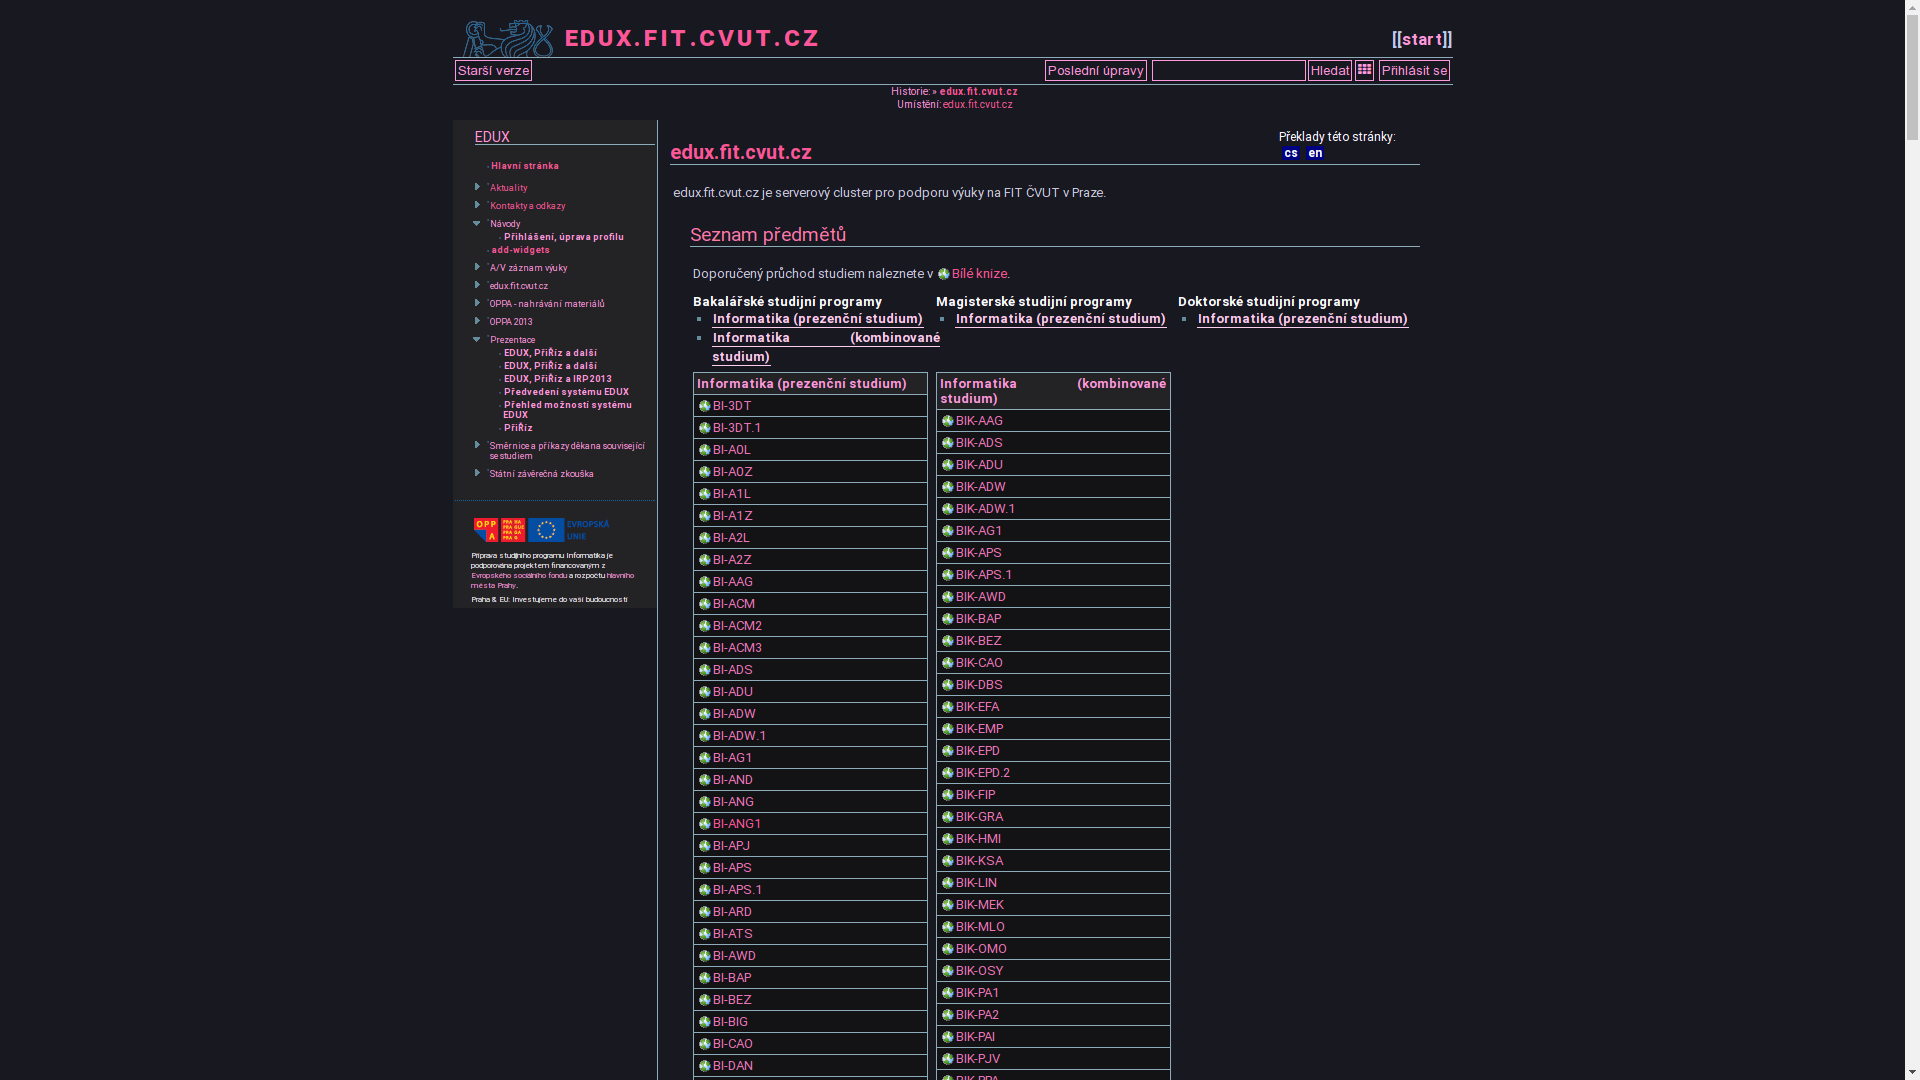 EDUX.FIT.CVUT.CZ
[[start]]
Starší verze
Poslední úpravy
Hledat
Přihlásit se
Historie: » edux.fit.cvut.cz
Umístění: edux.fit.cvut.cz
EDUX
Hlavní stránka
Aktuality
Kontakty a odkazy
Návody
Přihlášení, úprava profilu
add-widgets
A/V záznam výuky
edux.fit.cvut.cz
OPPA - nahrávání materiálů
OPPA 2013
Prezentace
EDUX, PřiŘíz a další
EDUX, PřiŘíz a další
EDUX, PřiŘíz a IRP2013
Předvedení systému EDUX
Přehled možností systému
EDUX
PřiŘíz
Směrnice a příkazy děkana související
se studiem
Státní závěrečná zkouška
OPP
A
PRA HA
PRA GUE
PRA GA
PRA G
EVROPSKÁ
UNIE
Příprava studijního programu Informatika je
podporována projektem financovaným z
Evropského sociálního fondu a rozpočtu hlavního
města Prahy.
Praha & EU: Investujeme do vaší budoucnosti
Překlady této stránky:
cs en
edux.fit.cvut.cz
edux.fit.cvut.cz je serverový cluster pro podporu výuky na FIT ČVUT v Praze.
Seznam předmětů
Doporučený průchod studiem naleznete v Bílé knize.
Bakalářské studijní programy
Informatika (prezenční studium)
Informatika (kombinované
studium)
Magisterské studijní programy
Informatika (prezenční studium)
Doktorské studijní programy
Informatika (prezenční studium)
Informatika (prezenční studium)
BI-3DT
BI-3DT.1
BI-A0L
BI-A0Z
BI-A1L
BI-A1Z
BI-A2L
BI-A2Z
BI-AAG
BI-ACM
BI-ACM2
BI-ACM3
BI-ADS
BI-ADU
BI-ADW
BI-ADW.1
BI-AG1
BI-AND
BI-ANG
BI-ANG1
BI-APJ
BI-APS
BI-APS.1
BI-ARD
BI-ATS
BI-AWD
BI-BAP
BI-BEZ
BI-BIG
BI-CAO
BI-DAN
Informatika (kombinované
studium)
BIK-AAG
BIK-ADS
BIK-ADU
BIK-ADW
BIK-ADW.1
BIK-AG1
BIK-APS
BIK-APS.1
BIK-AWD
BIK-BAP
BIK-BEZ
BIK-CAO
BIK-DBS
BIK-EFA
BIK-EMP
BIK-EPD
BIK-EPD.2
BIK-FIP
BIK-GRA
BIK-HMI
BIK-KSA
BIK-LIN
BIK-MEK
BIK-MLO
BIK-OMO
BIK-OSY
BIK-PA1
BIK-PA2
BIK-PAI
BIK-PJV
BIK-PPA